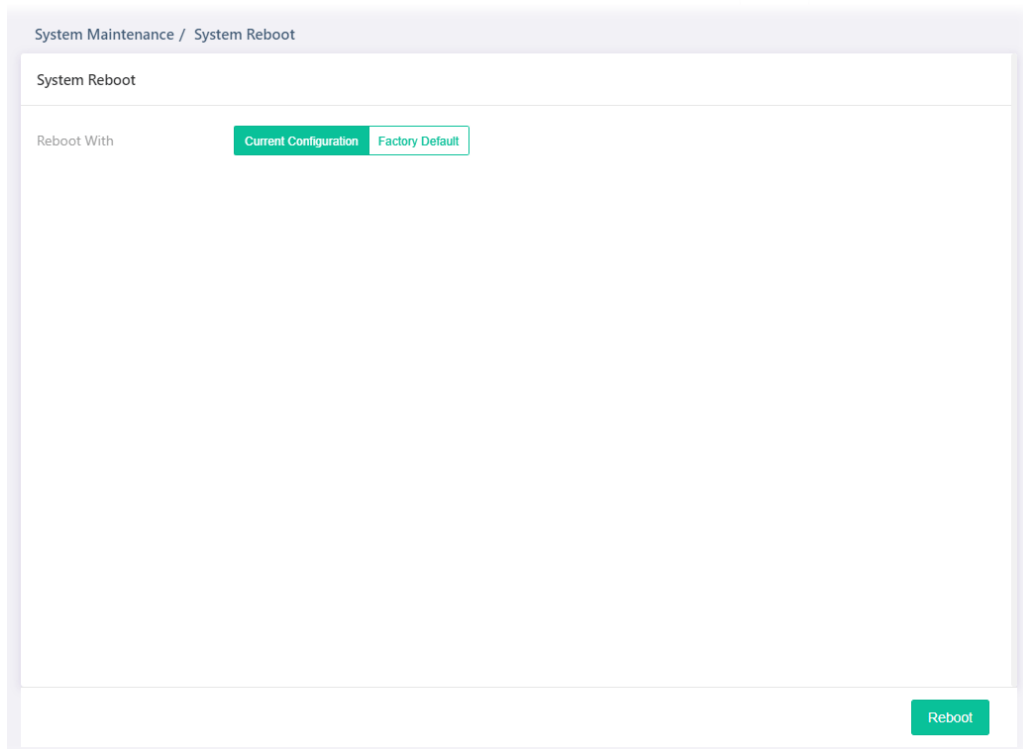 System Maintenance / System Reboot
System Reboot
Reboot With Current Configuration Factory Default
Reboot